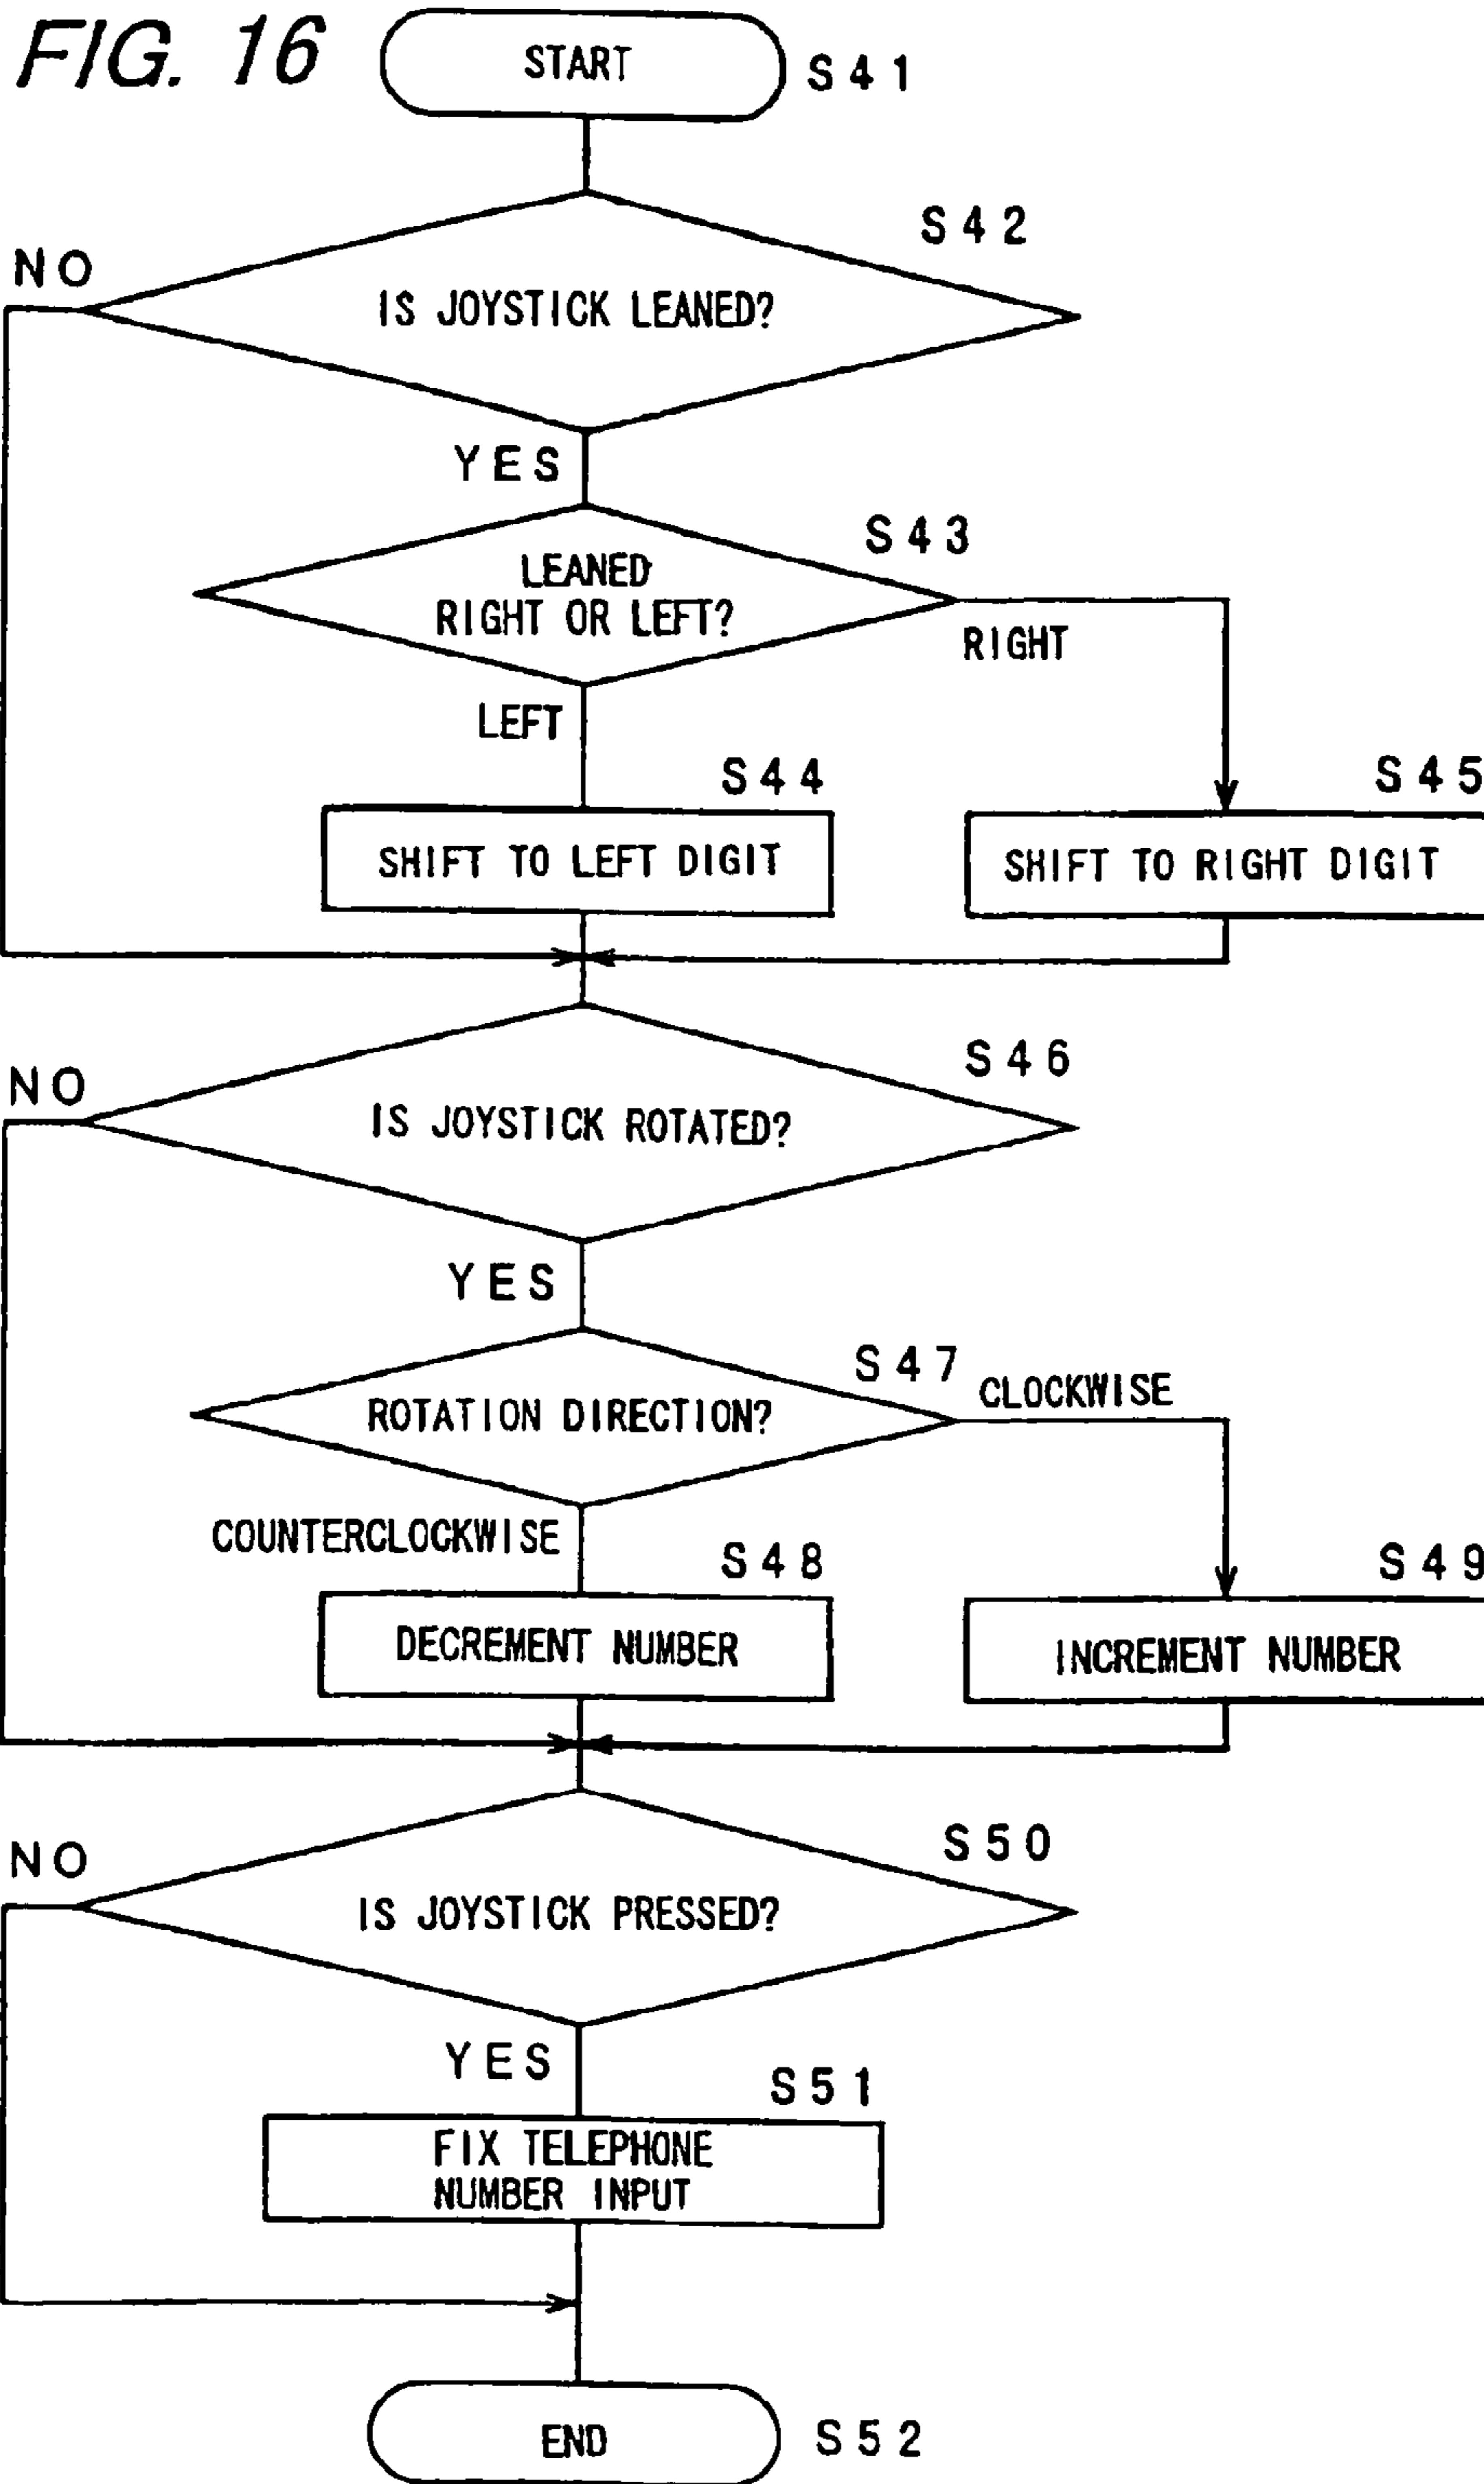 FIG. 16
START
S41
S42
NO
IS JOYSTICK LEANED?
YES
S43
LEANED
RIGHT OR LEFT?
RIGHT
LEFT
S44
S45
SHIFT TO LEFT DIGIT
SHIFT TO RIGHT DIGIT
S46
NO
IS JOYSTICK ROTATED?
YES
S47
CLOCKWISE
ROTATION DIRECTION?
COUNTERCLOCKWISE
S48
S49
DECREMENT NUMBER
INCREMENT NUMBER
S50
NO
IS JOYSTICK PRESSED?
YES
S51
FIX TELEPHONE
NUMBER INPUT
END
S52